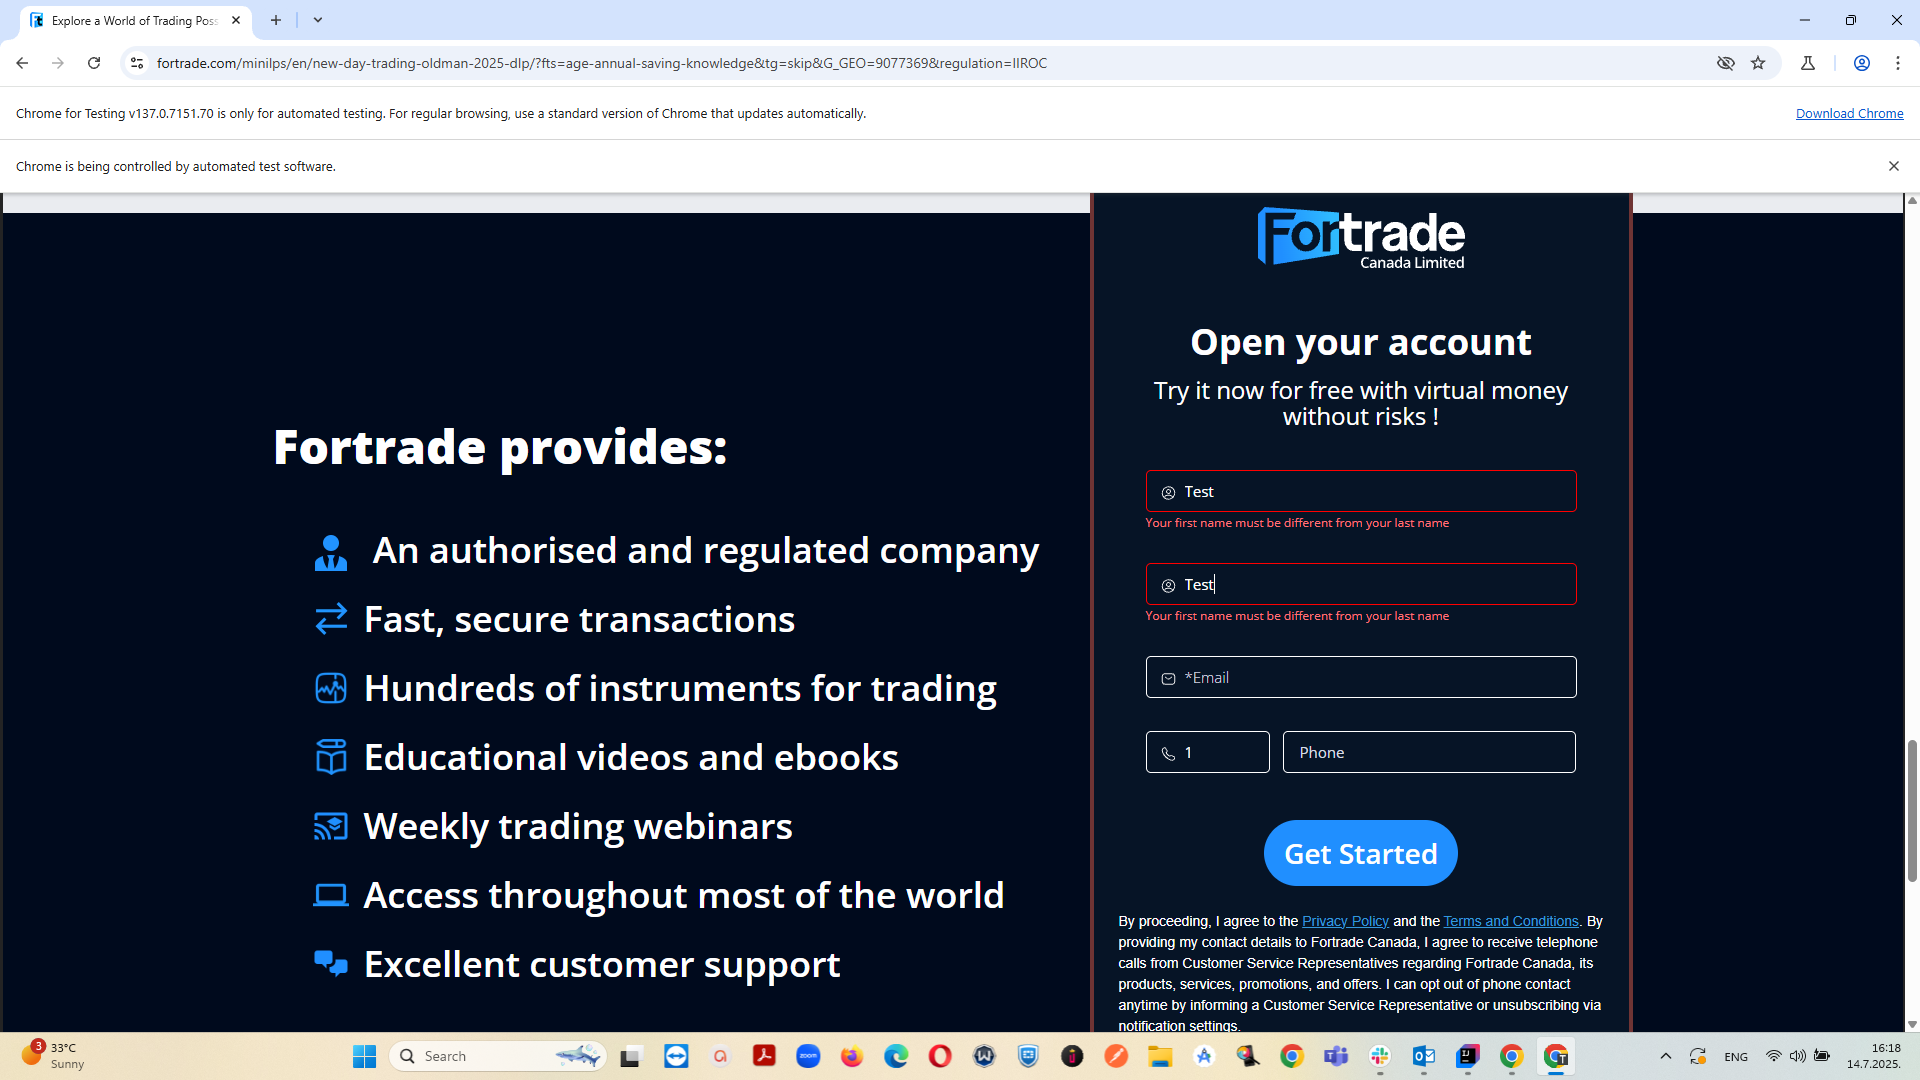 Explore a World of Trading Poss
fortrade.com/minilps/en/new-day-trading-oldman-2025-dlp/?fts=age-annual-saving-knowledge&tg=skip&G_GEO=9077369&regulation=IIROC
Chrome for Testing v137.0.7151.70 is only for automated testing. For regular browsing, use a standard version of Chrome that updates automatically.
Download Chrome
Chrome is being controlled by automated test software.
Fortrade
Canada Limited
Open your account
Try it now for free with virtual money
without risks !
Test
Your first name must be different from your last name
Test
Your first name must be different from your last name
*Email
1
Phone
Get Started
By proceeding, I agree to the Privacy Policy and the Terms and Conditions. By
providing my contact details to Fortrade Canada, I agree to receive telephone
calls from Customer Service Representatives regarding Fortrade Canada, its
products, services, promotions, and offers. I can opt out of phone contact
anytime by informing a Customer Service Representative or unsubscribing via
notification settings.
Fortrade provides:
An authorised and regulated company
Fast, secure transactions
Hundreds of instruments for trading
Educational videos and ebooks
Weekly trading webinars
Access throughout most of the world
Excellent customer support
3
33°C
Sunny
Search
zoom
ENG
16:18
14.7.2025.